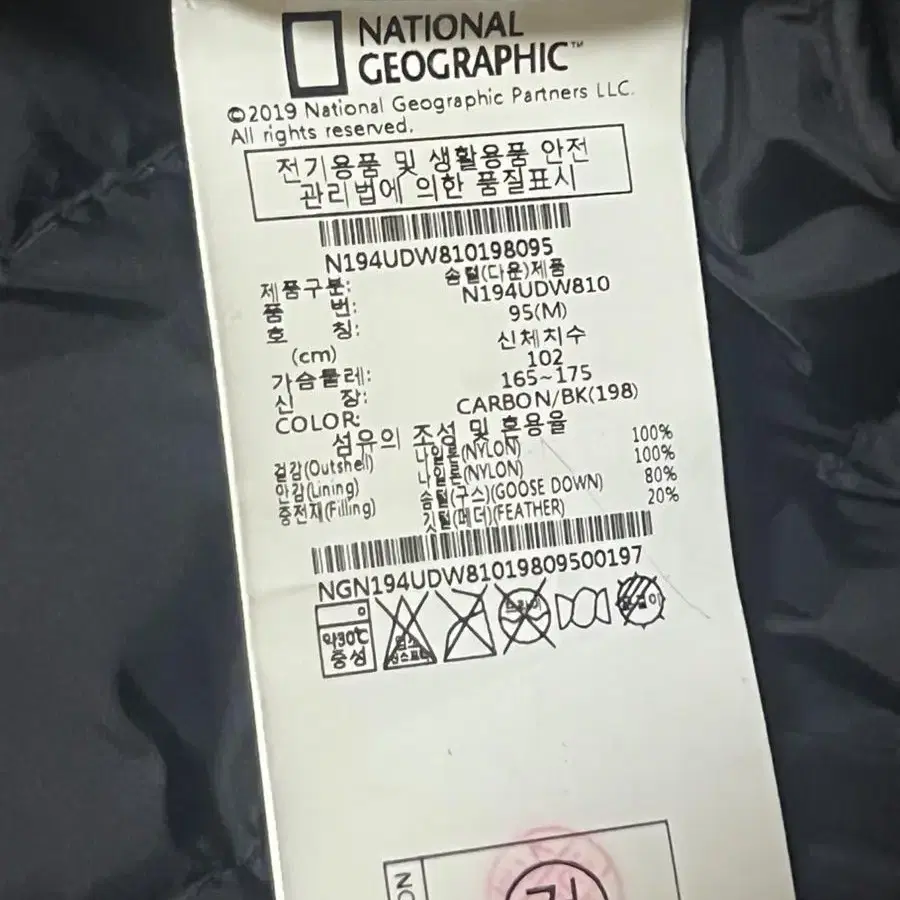 NATIONAL
GEOGRAPHIC™
©2019 National Geographic Partners LLC.
All rights reserved.
전기용품 및 생활용품 안전
관리법에 의한 품질표시
N194UDW810198095
제품구분: 솜털(다운)제품
품 번: N194UDW810
호 칭: 95(M)
(cm) 신체치수
가슴둘레: 102
신 장: 165~175
COLOR: CARBON/BK(198)
섬유의 조성 및 혼용율
겉감(Outshell) 나일론(NYLON) 100%
안감(Lining) 나일론(NYLON) 100%
충전재(Filling) 솜털(구스)(GOOSE DOWN) 80%
깃털(페더)(FEATHER) 20%
NGN194UDW81019809500197
약30℃
중성
드라이